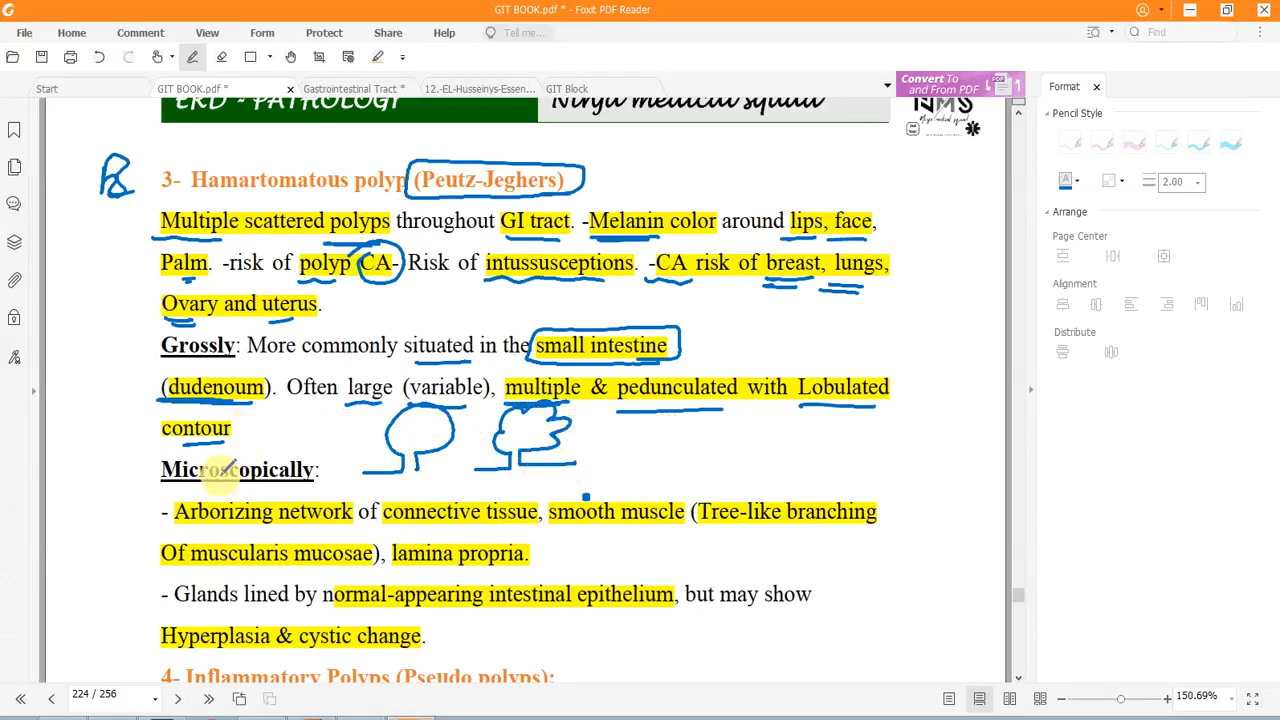 GIT BOOK.pdf * - Foxit PDF Reader
File Home Comment View Form Protect Share Help Tell me... Find
Start GIT BOOK.pdf * Gastrointestinal Tract * 12.-EL-Husseinys-Essen... GIT Block Convert To and From PDF
ERD - PATHOLOGY Ninja medical squad
NMS
3- Hamartomatous polyp (Peutz-Jeghers)
Multiple scattered polyps throughout GI tract. -Melanin color around lips, face,
Palm. -risk of polyp CA- Risk of intussusceptions. -CA risk of breast, lungs,
Ovary and uterus.
Grossly: More commonly situated in the small intestine
(dudenoum). Often large (variable), multiple & pedunculated with Lobulated
contour
Microscopically:
- Arborizing network of connective tissue, smooth muscle (Tree-like branching
Of muscularis mucosae), lamina propria.
- Glands lined by normal-appearing intestinal epithelium, but may show
Hyperplasia & cystic change.
4- Inflammatory Polyps (Pseudo polyps):
Format
Pencil Style
2.00
Arrange
Page Center
Alignment
Distribute
224 / 256
150.69%